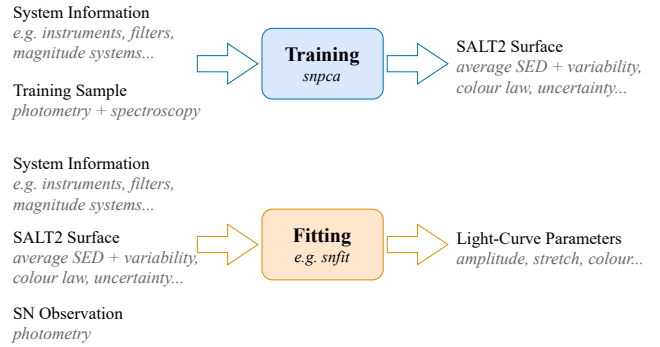 System Information
e.g. instruments, filters,
magnitude systems...
Training Sample
photometry + spectroscopy
Training
snpca
SALT2 Surface
average SED + variability,
colour law, uncertainty...
System Information
e.g. instruments, filters,
magnitude systems...
SALT2 Surface
average SED + variability,
colour law, uncertainty...
SN Observation
photometry
Fitting
e.g. snfit
Light-Curve Parameters
amplitude, stretch, colour...